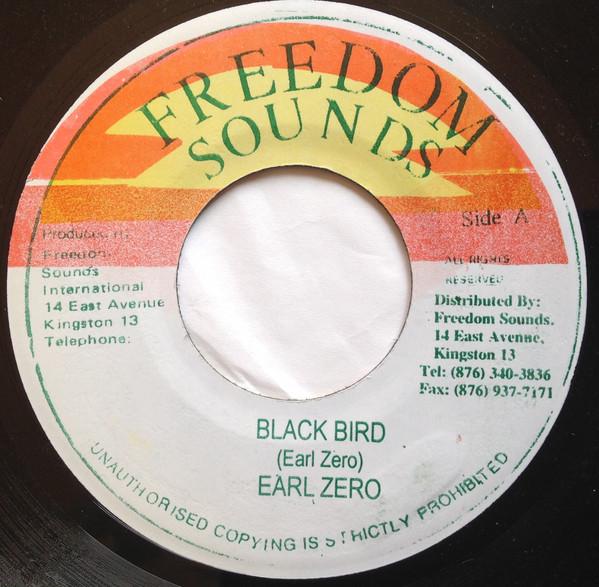 FREEDOM
SOUNDS
Side A
Produced By
Freedom
Sounds
International
14 East Avenue
Kingston 13
Telephone:
ALL RIGHTS
RESERVED
Distributed By:
Freedom Sounds.
14 East Avenue,
Kingston 13
Tel: (876) 340-3836
Fax: (876) 937-7171
BLACK BIRD
(Earl Zero)
EARL ZERO
UNAUTHORISED COPYING IS STRICTLY PROHIBITED